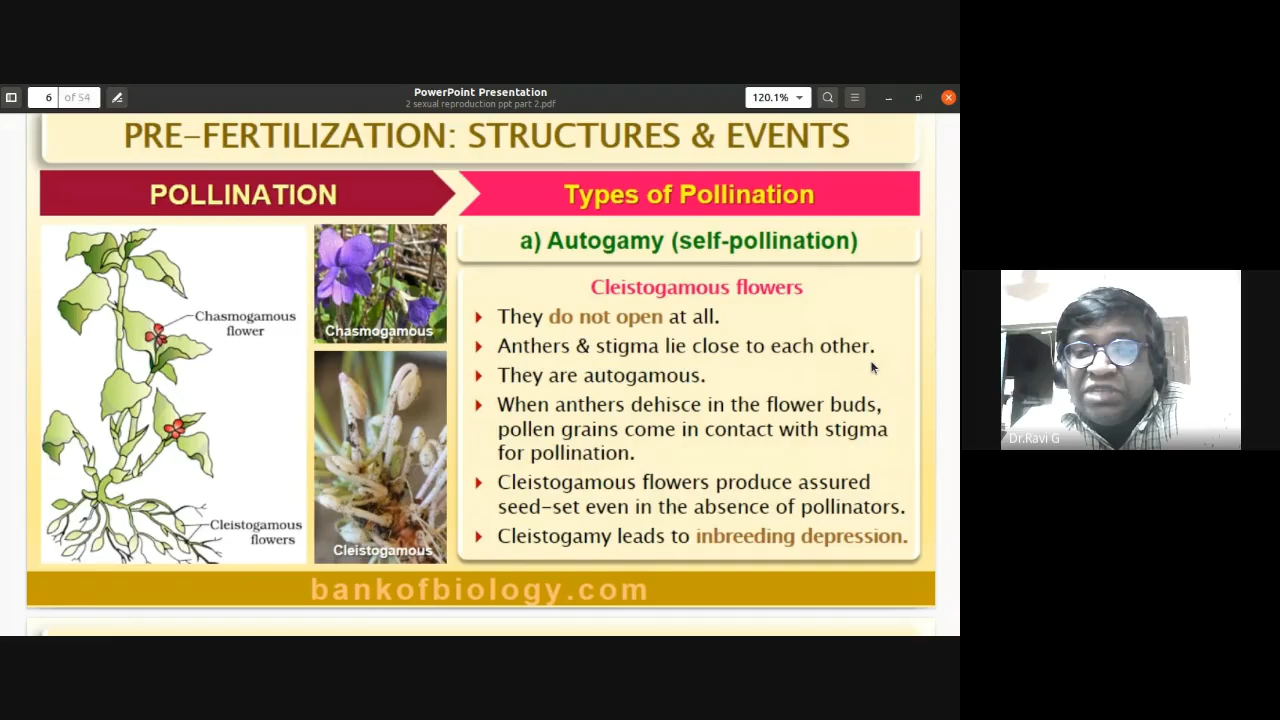 PowerPoint Presentation
2 sexual reproduction ppt part 2.pdf
6 of 54
120.1%
PRE–FERTILIZATION: STRUCTURES & EVENTS
POLLINATION
Types of Pollination
Chasmogamous
flower
Cleistogamous
flowers
Chasmogamous
Cleistogamous
a) Autogamy (self-pollination)
Cleistogamous flowers
They do not open at all.
Anthers & stigma lie close to each other.
They are autogamous.
When anthers dehisce in the flower buds,
pollen grains come in contact with stigma
for pollination.
Cleistogamous flowers produce assured
seed–set even in the absence of pollinators.
Cleistogamy leads to inbreeding depression.
bankofbiology.com
Dr.Ravi G